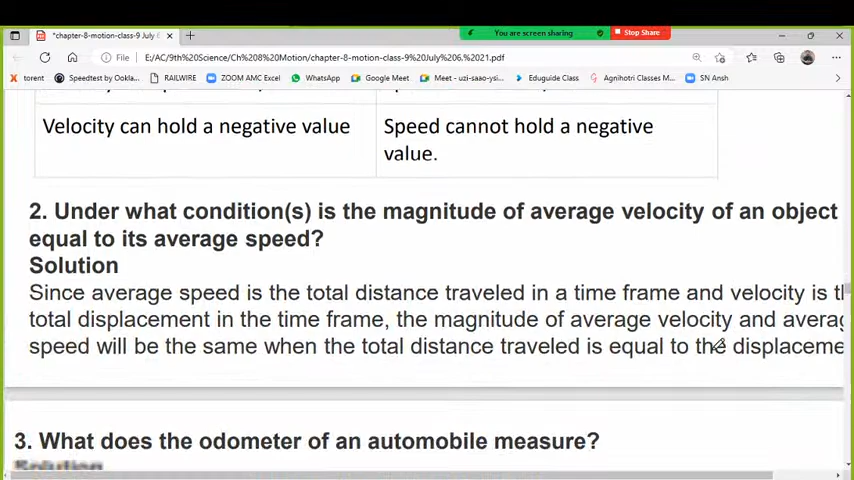 *chapter-8-motion-class-9 July 6
You are screen sharing
Stop Share
File E:/AC/9th%20Science/Ch%208%20Motion/chapter-8-motion-class-9%20July%206,%2021.pdf
torent Speedtest by Ookla... RAILWIRE ZOOM AMC Excel WhatsApp Google Meet Meet - uzi-saao-ysi... Eduguide Class Agnihotri Classes M... SN Ansh
Velocity can hold a negative value
Speed cannot hold a negative
value.
2. Under what condition(s) is the magnitude of average velocity of an object
equal to its average speed?
Solution
Since average speed is the total distance traveled in a time frame and velocity is
total displacement in the time frame, the magnitude of average velocity and
speed will be the same when the total distance traveled is equal to the displaceme
3. What does the odometer of an automobile measure?
Solution